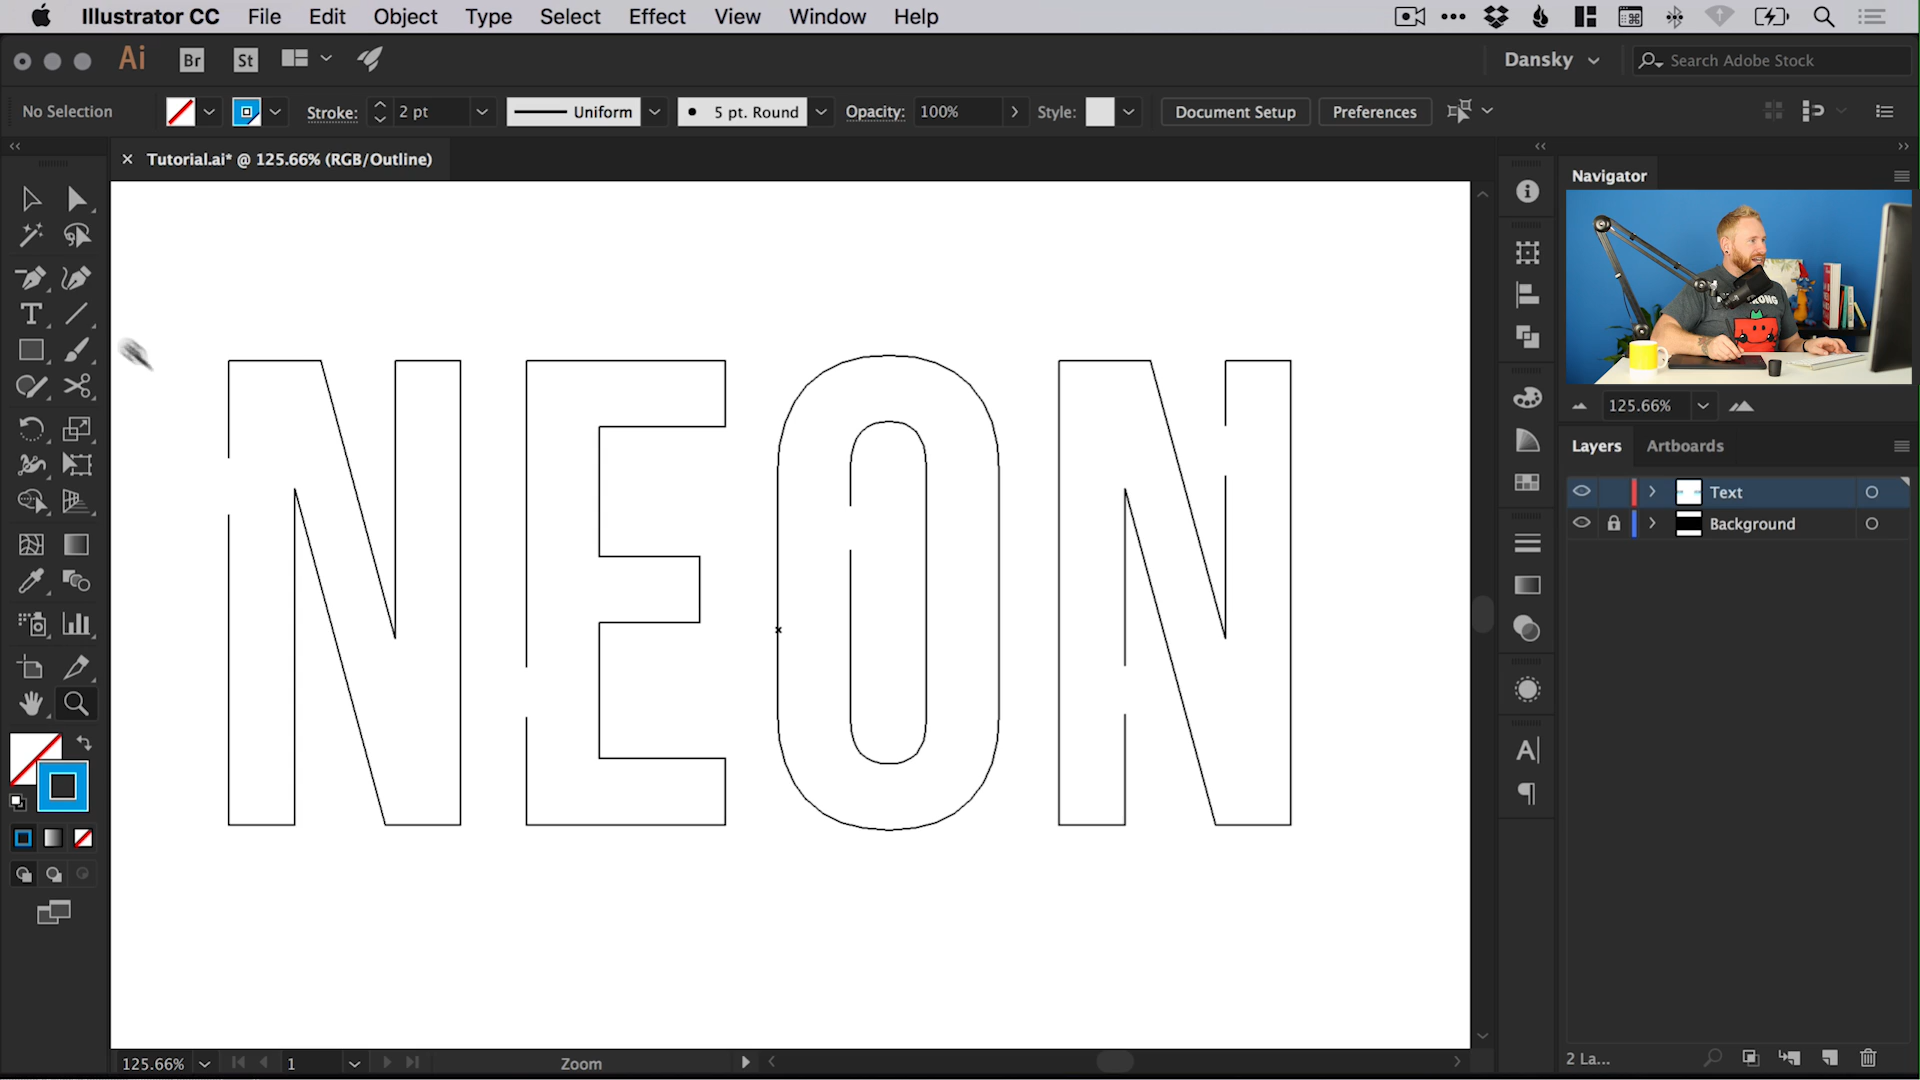 Illustrator CC File Edit Object Type Select Effect View Window Help
Ai Br St Dansky Search Adobe Stock
No Selection Stroke: 2 pt Uniform 5 pt. Round Opacity: 100% Style: Document Setup Preferences
× Tutorial.ai* @ 125.66% (RGB/Outline)
Navigator
125.66%
Layers Artboards
Text
Background
NEON
125.66% 1 Zoom
2 La...